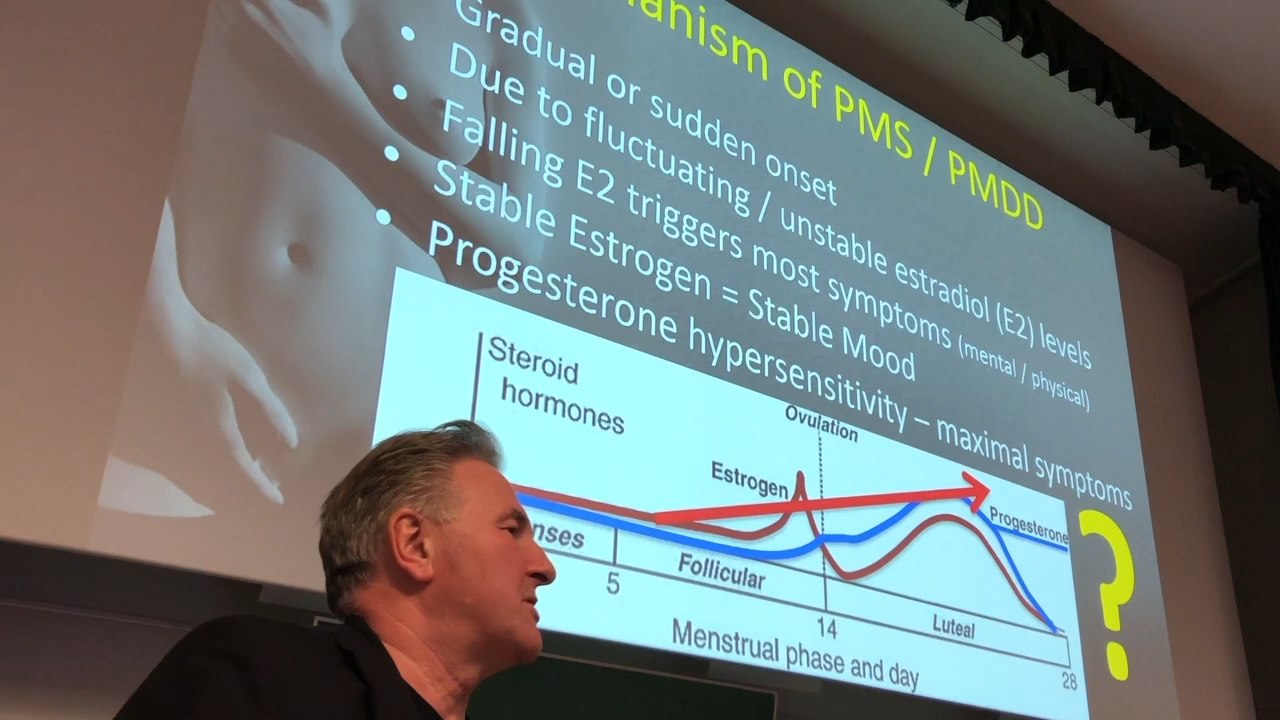 of PMS / PMDD
Gradual or sudden onset
Due to fluctuating / unstable estradiol (E2) levels
Falling E2 triggers most symptoms (mental / physical)
Stable Estrogen = Stable Mood
Progesterone hypersensitivity – maximal symptoms
Steroid
hormones
Ovulation
Estrogen
Progesterone
?
Follicular
Luteal
5
14
28
Menstrual phase and day